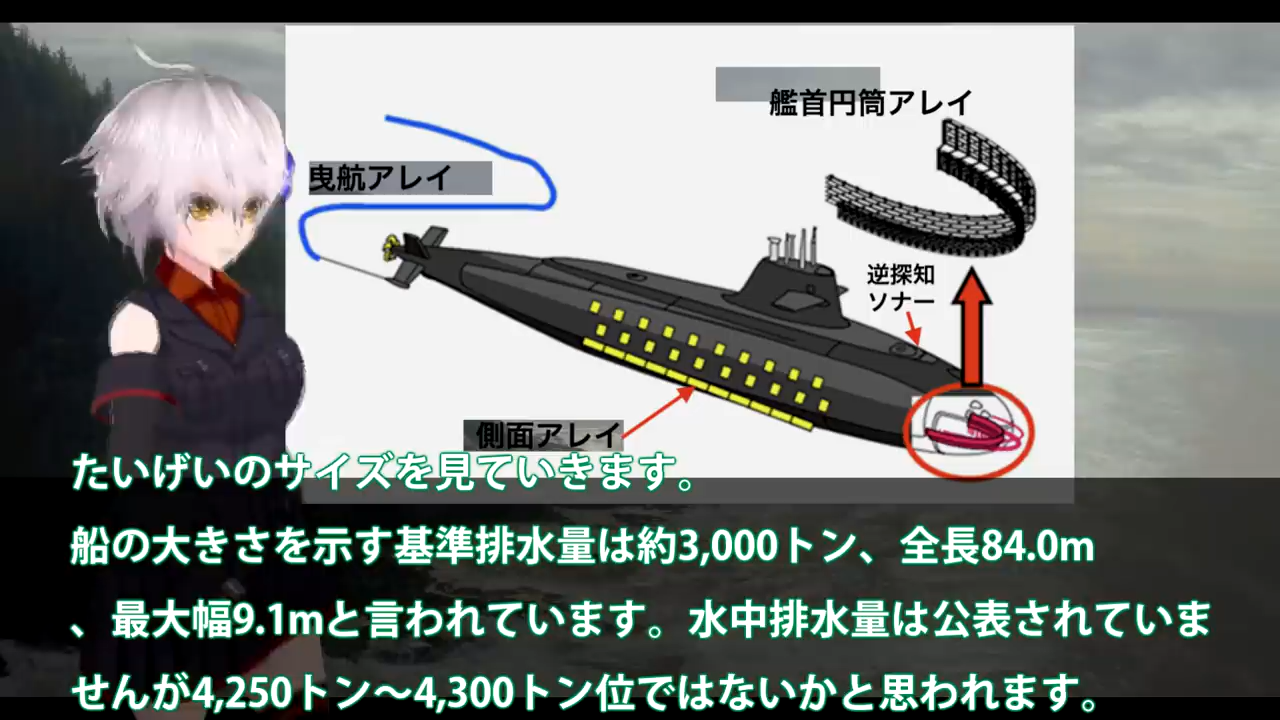 艦首円筒アレイ
曳航アレイ
逆探知
ソナー
側面アレイ
たいげいのサイズを見ていきます。
船の大きさを示す基準排水量は約3,000トン、全長84.0m
、最大幅9.1mと言われています。水中排水量は公表されていま
せんが4,250トン〜4,300トン位ではないかと思われます。